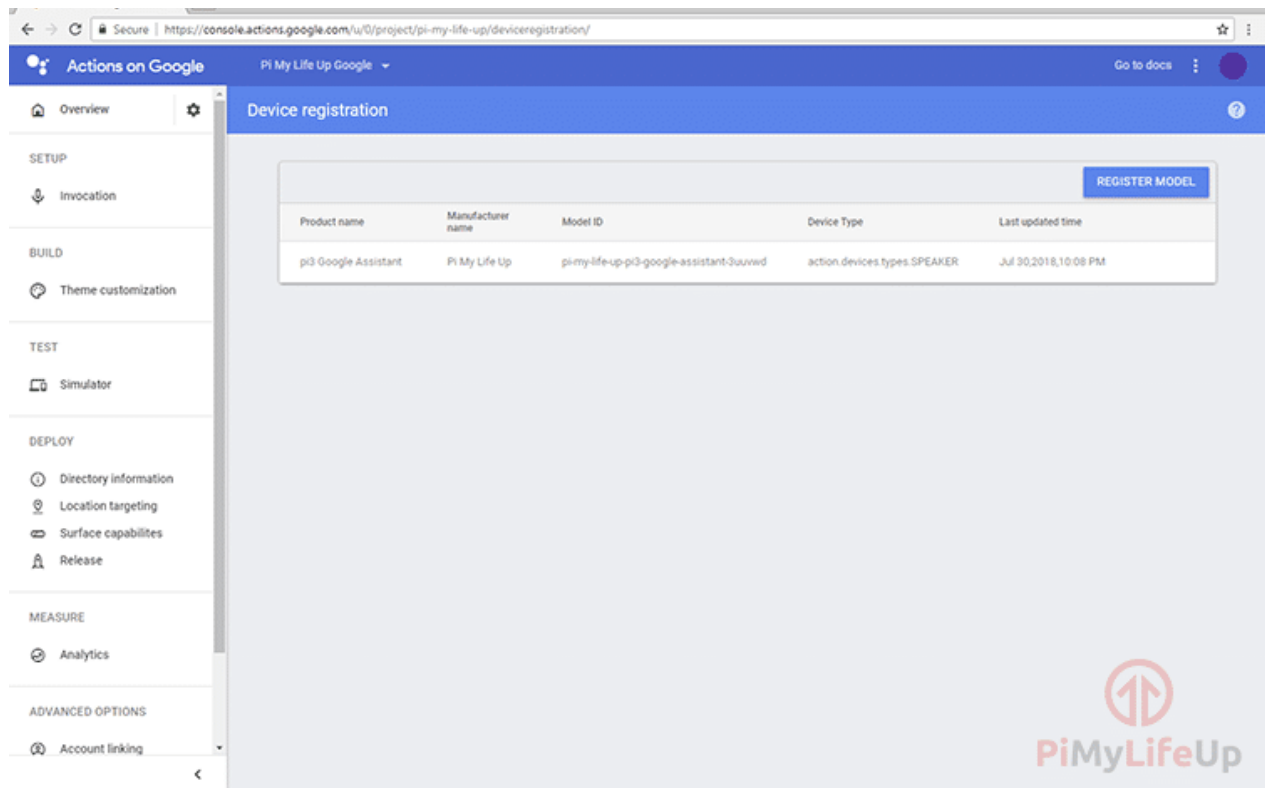 Secure | https://console.actions.google.com/u/0/project/pi-my-life-up/deviceregistration/
Actions on Google
Pi My Life Up Google
Go to docs
Overview
Device registration
SETUP
Invocation
BUILD
Theme customization
TEST
Simulator
DEPLOY
Directory information
Location targeting
Surface capabilites
Release
MEASURE
Analytics
ADVANCED OPTIONS
Account linking
REGISTER MODEL
Product name
Manufacturer
name
Model ID
Device Type
Last updated time
pi3 Google Assistant
Pi My Life Up
pi-my-life-up-pi3-google-assistant-3uuvwd
action.devices.types.SPEAKER
Jul 30,2018,10:08 PM
PiMyLifeUp